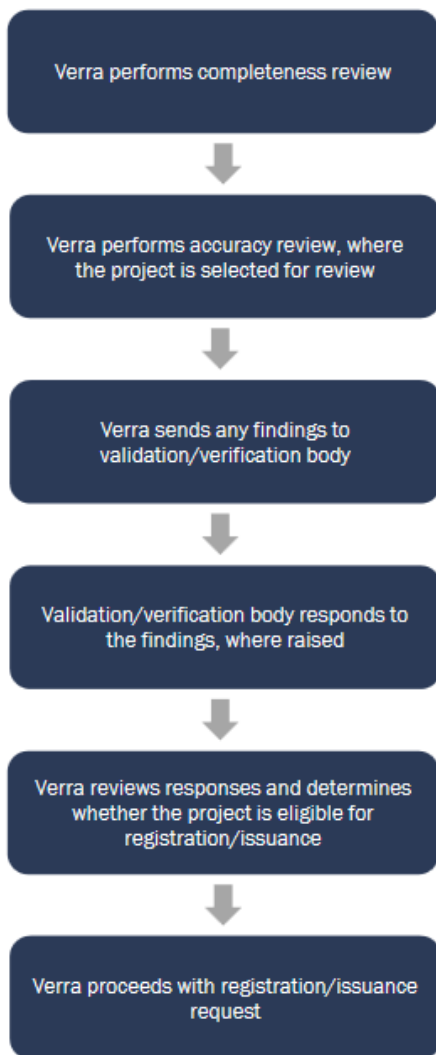 Verra performs completeness review
Verra performs accuracy review, where
the project is selected for review
Verra sends any findings to
validation/verification body
Validation/verification body responds to
the findings, where raised
Verra reviews responses and determines
whether the project is eligible for
registration/issuance
Verra proceeds with registration/issuance
request